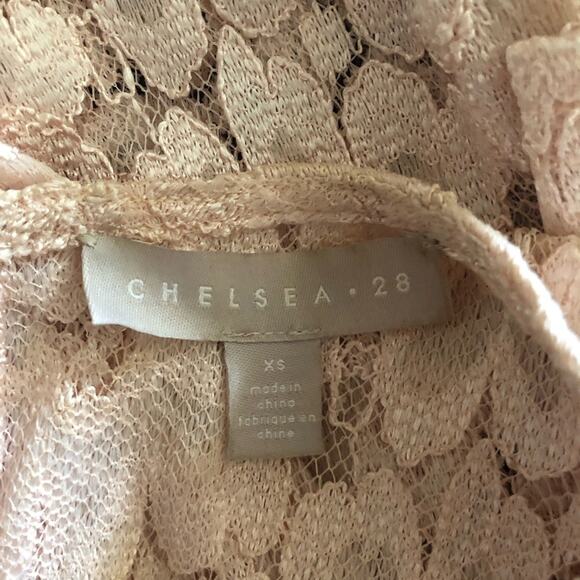 CHELSEA · 28
XS
made in
china
fabriqué en
chine